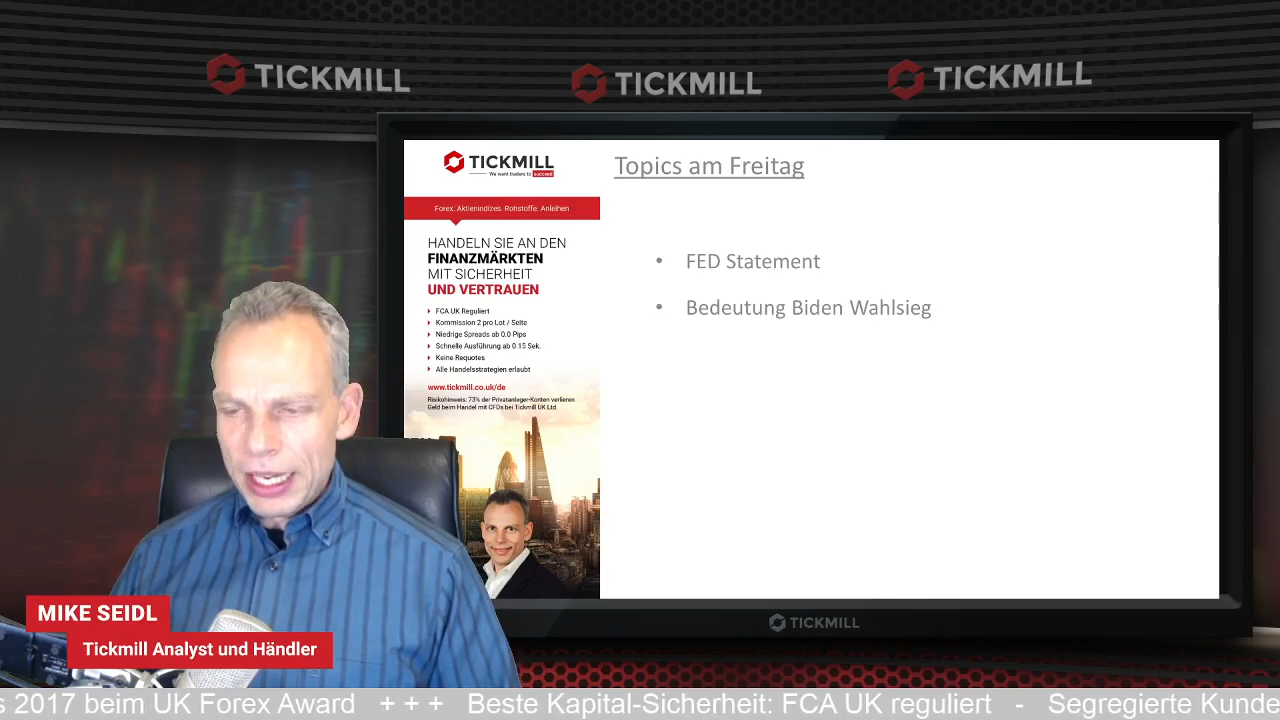 TICKMILL
TICKMILL
TICKMILL
TICKMILL
We want traders to succeed
Forex. Aktienindizes. Rohstoffe. Anleihen
HANDELN SIE AN DEN
FINANZMÄRKTEN
MIT SICHERHEIT
UND VERTRAUEN
FCA UK Reguliert
Kommission 2 pro Lot / Seite
Niedrige Spreads ab 0.0 Pips
Schnelle Ausführung ab 0.15 Sek.
Keine Requotes
Alle Handelsstrategien erlaubt
www.tickmill.co.uk/de
Risikohinweis: 73% der Privatanleger-Konten verlieren
Geld beim Handel mit CFDs bei Tickmill UK Ltd.
Topics am Freitag
• FED Statement
• Bedeutung Biden Wahlsieg
TICKMILL
MIKE SEIDL
Tickmill Analyst und Händler
s 2017 beim UK Forex Award + + + Beste Kapital-Sicherheit: FCA UK reguliert - Segregierte Kunde